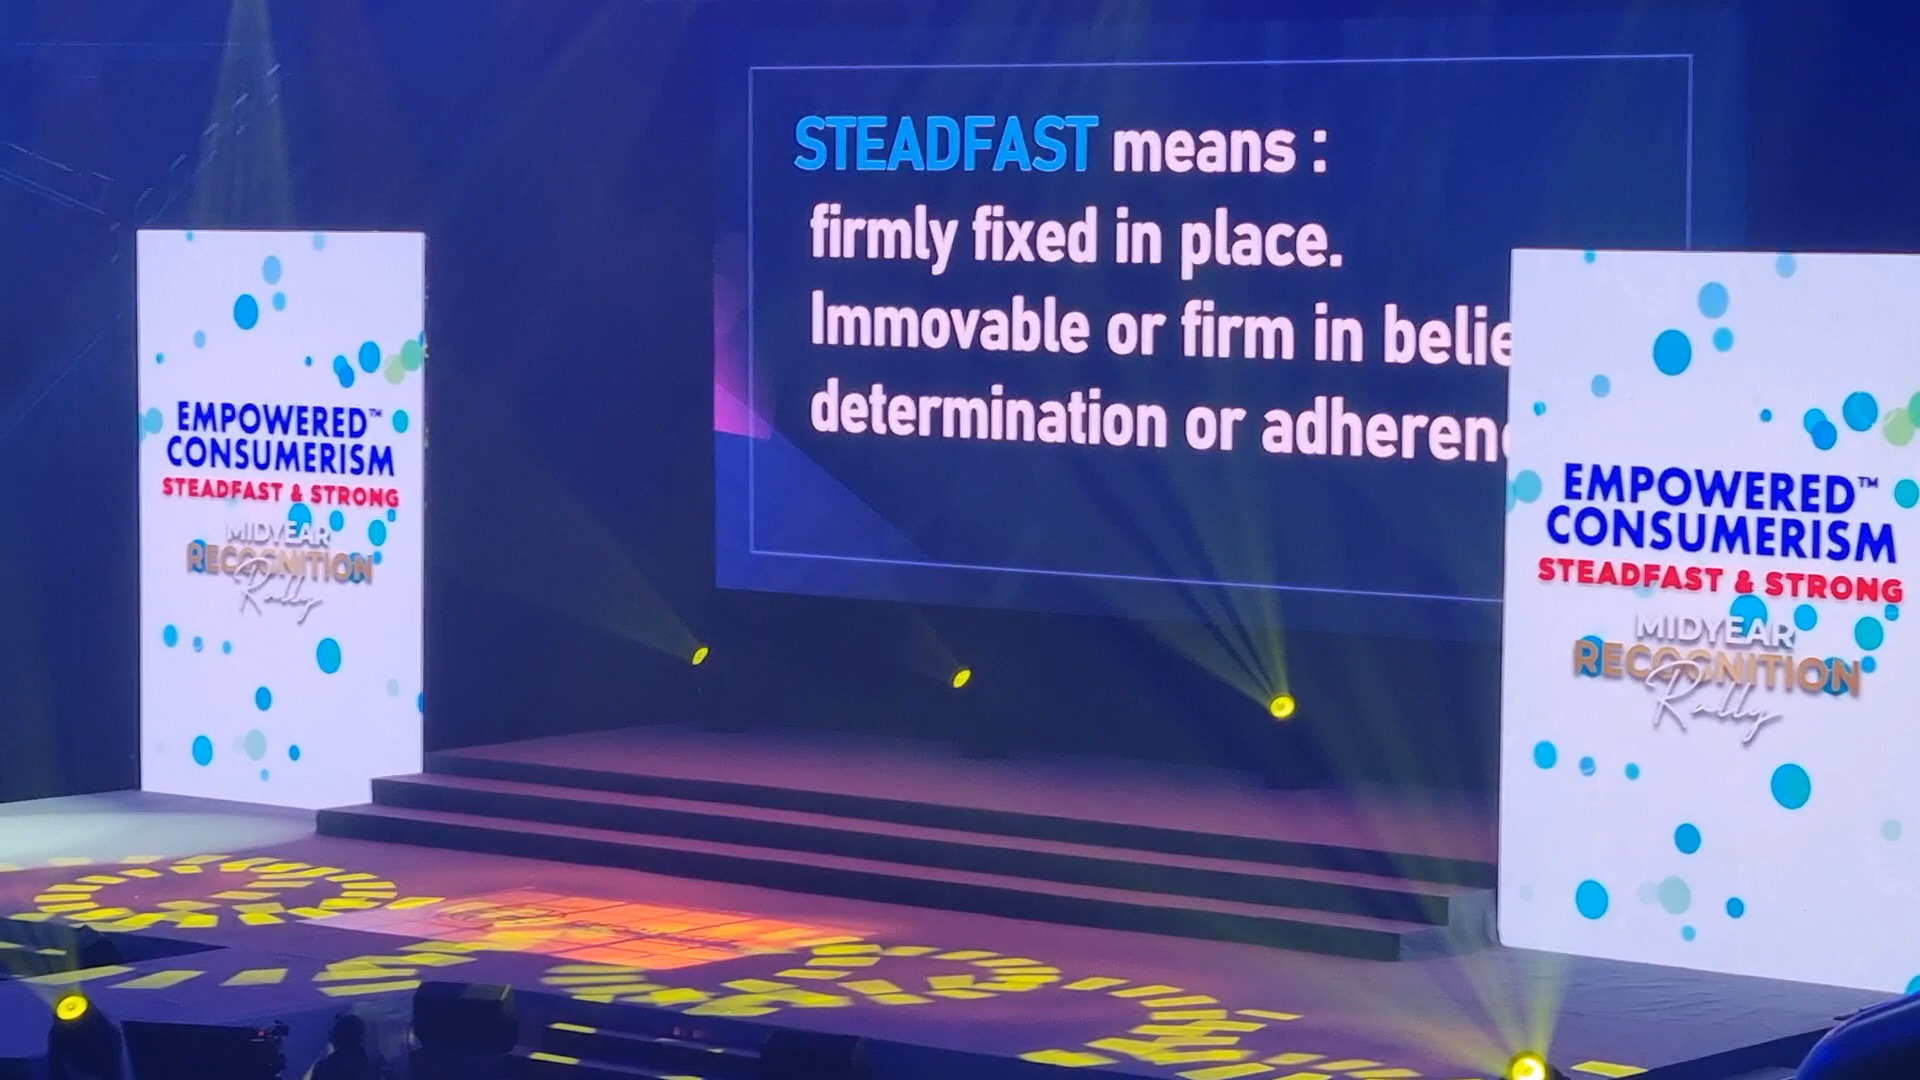 STEADFAST means :
firmly fixed in place.
Immovable or firm in belie
determination or adheren
EMPOWERED™
CONSUMERISM
STEADFAST & STRONG
MIDYEAR
RECOGNITION
Rally
EMPOWERED™
CONSUMERISM
STEADFAST & STRONG
MIDYEAR
RECOGNITION
Rally